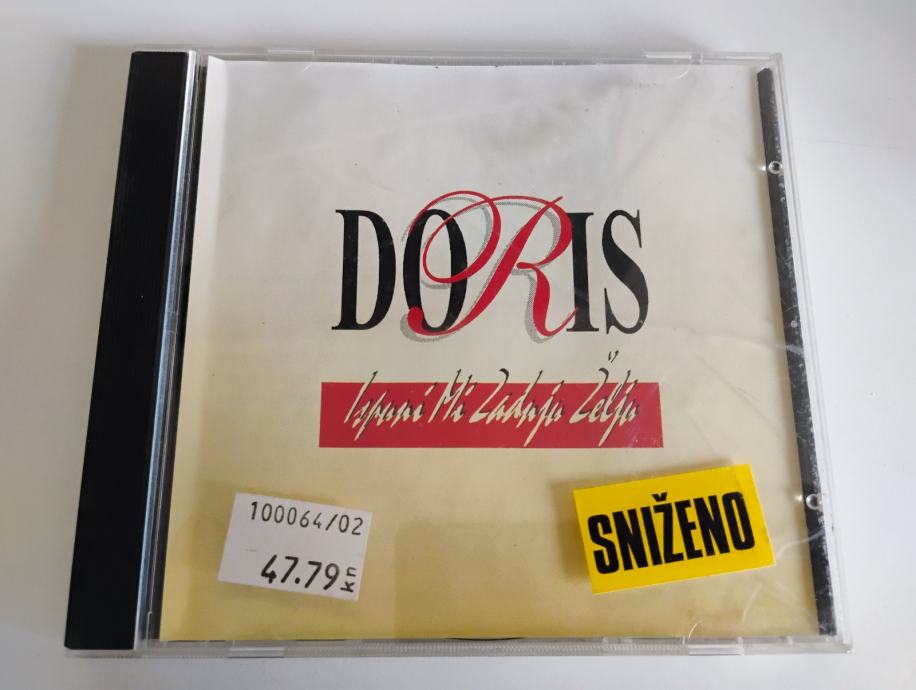 DORIS
Ispuni Mi Zadnju Želju
100064/02
47.79 kn
SNIŽENO